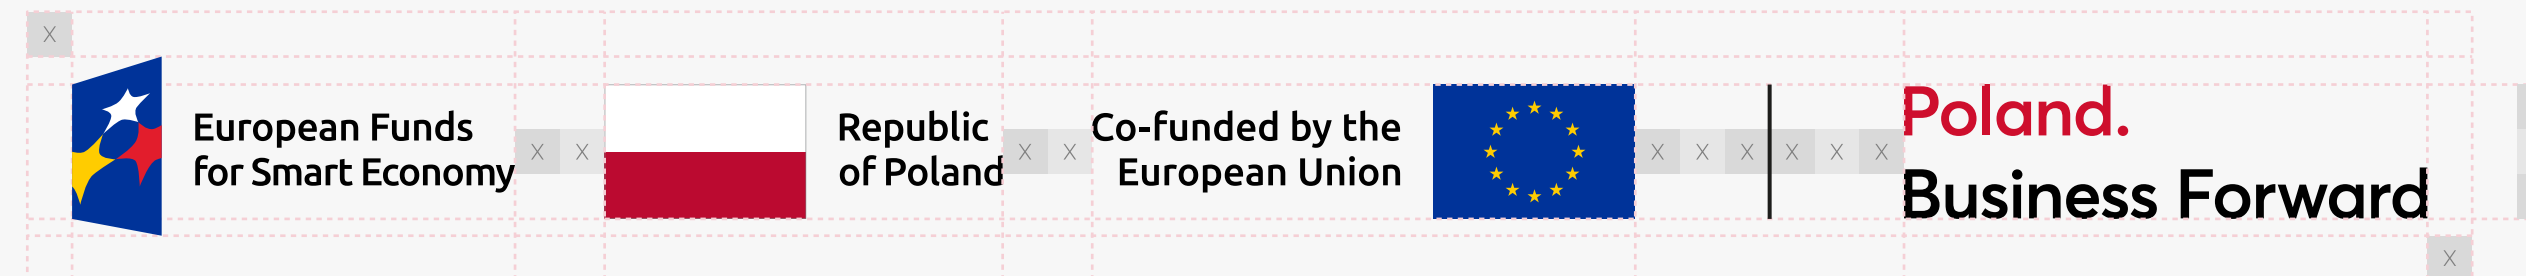 X
European Funds
for Smart Economy
X X
Republic
of Poland
X X
Co-funded by the
European Union
X X X X X X
Poland.
Business Forward
X